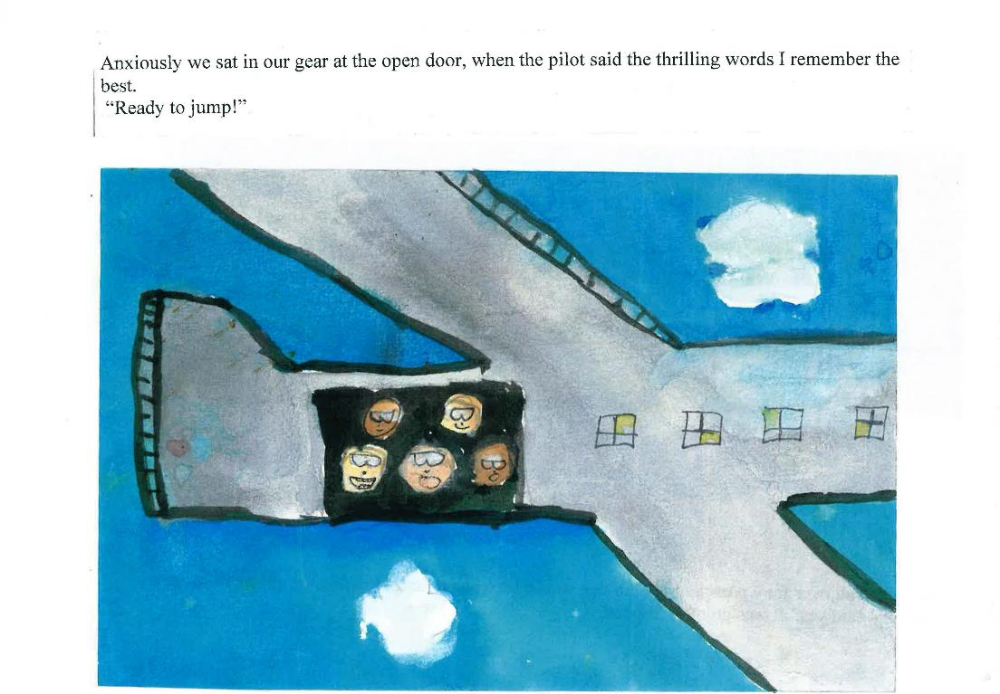 Anxiously we sat in our gear at the open door, when the pilot said the thrilling words I remember the
best.
“Ready to jump!”